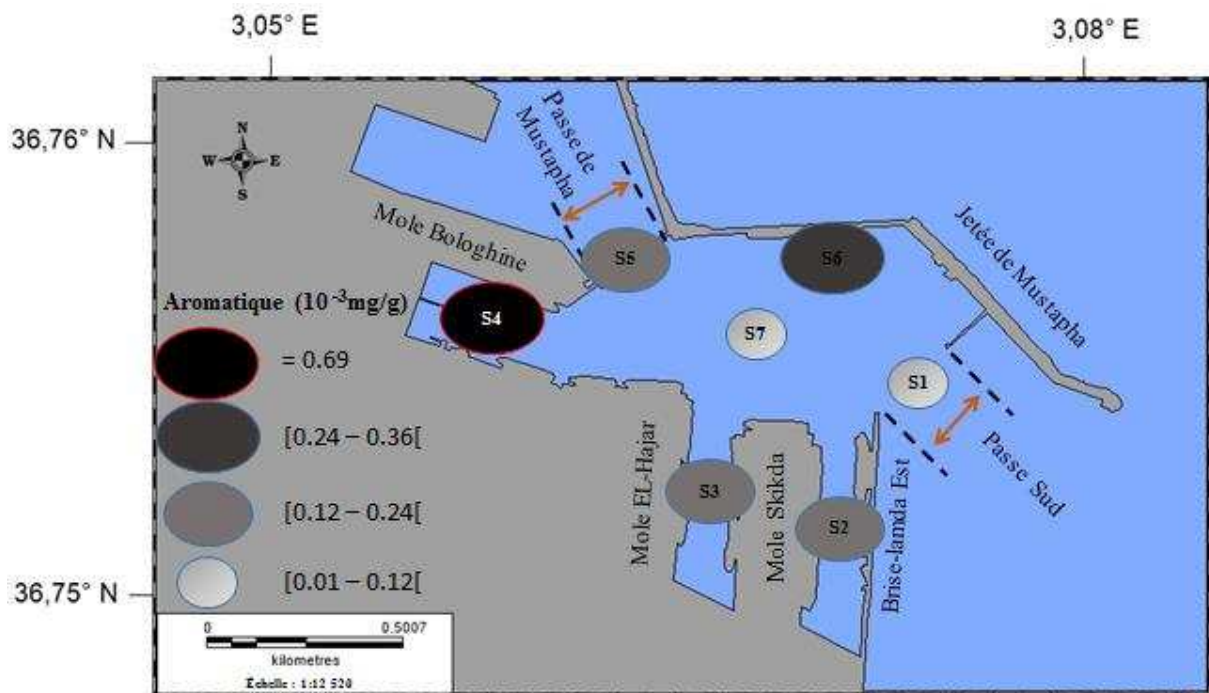 3,05° E
3,08° E
36,76° N
N
W E
S
Passe de
Mustapha
Mole Bologhine
Jetée de Mustapha
S5
S6
Aromatique (10⁻³mg/g)
S4
S7
= 0.69
S1
[0.24 – 0.36[
Passe Sud
Mole EL-Hajar
S3
Mole Skikda
S2
Brise-lamda Est
[0.12 – 0.24[
[0.01 – 0.12[
36,75° N
0 0.5007
kilometres
Échelle : 1:12 520